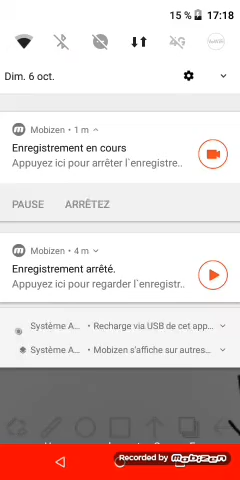 15 % 17:18
4G
Dim. 6 oct.
Mobizen • 1 m
Enregistrement en cours
Appuyez ici pour arrêter l`enregistre..
PAUSE ARRÊTEZ
Mobizen • 4 m
Enregistrement arrêté.
Appuyez ici pour regarder l`enregistr..
Système A… • Recharge via USB de cet app…
Système A… • Mobizen s'affiche sur autres…
Recorded by mobizen